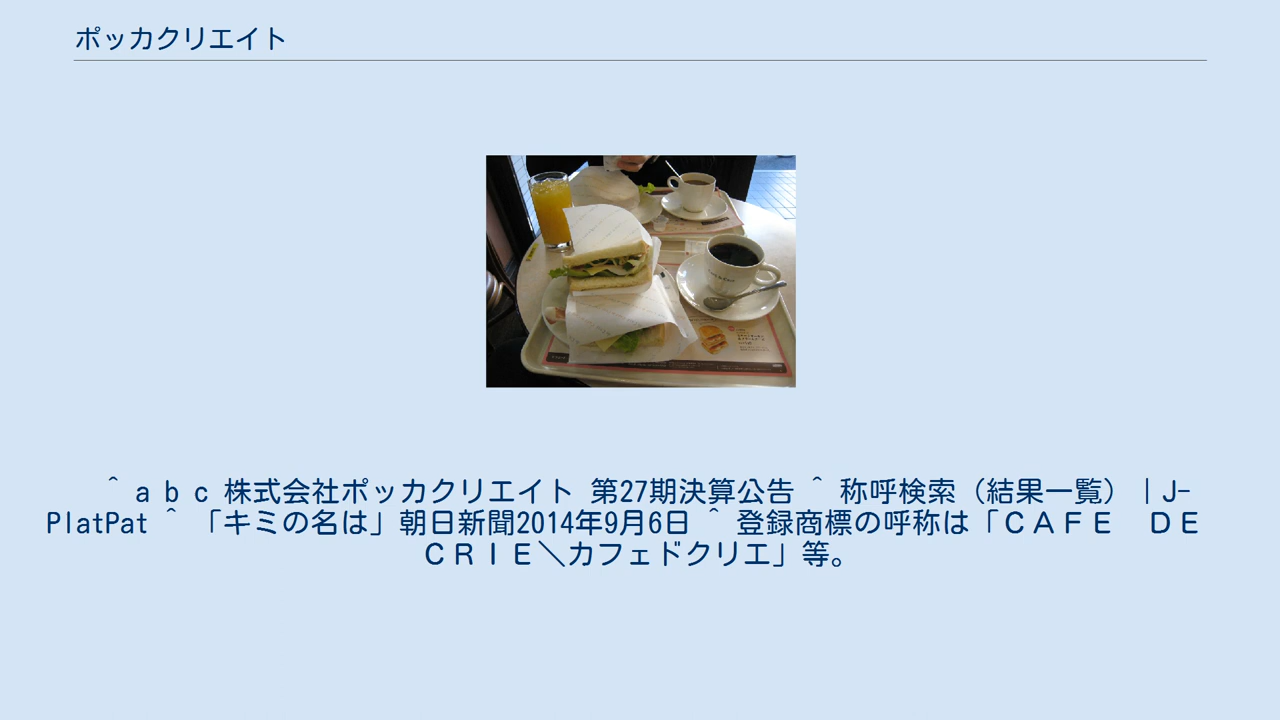 ポッカクリエイト
＾ ａ ｂ ｃ 株式会社ポッカクリエイト 第27期決算公告 ＾ 称呼検索（結果一覧）｜J-
PlatPat ＾ 「キミの名は」朝日新聞2014年9月6日 ＾ 登録商標の呼称は「ＣＡＦＥ　ＤＥ
ＣＲＩＥ＼カフェドクリエ」等。